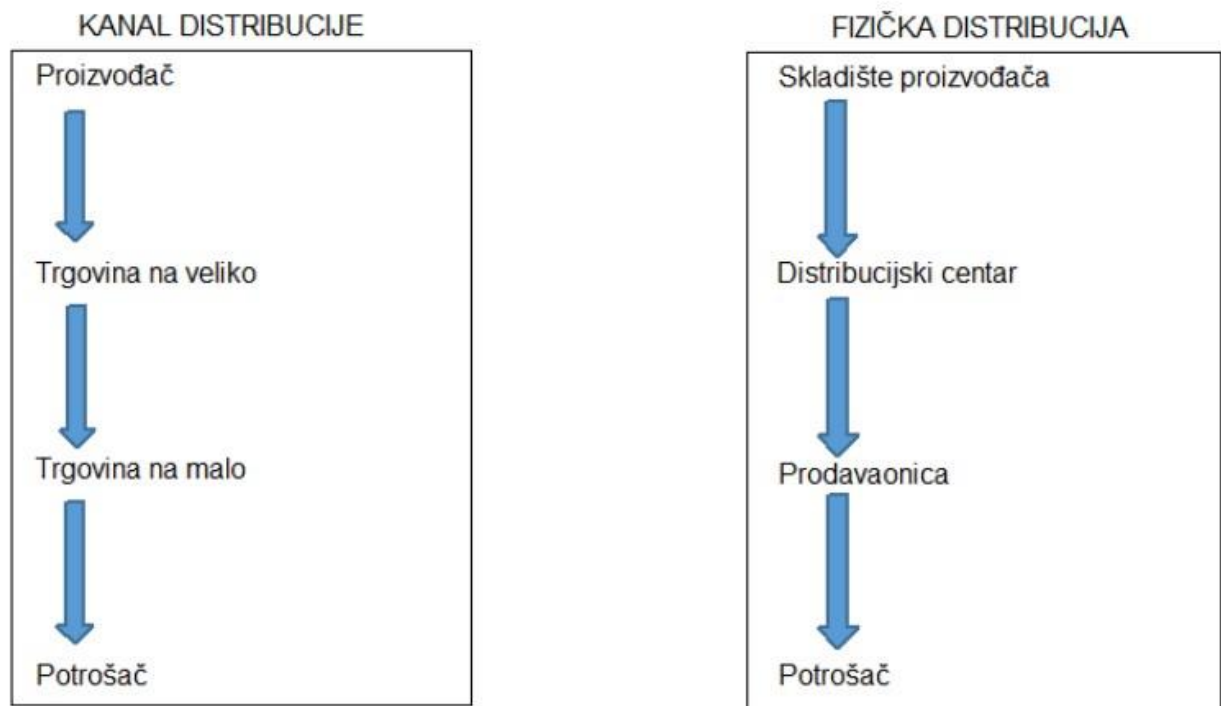 KANAL DISTRIBUCIJE
Proizvođač
Trgovina na veliko
Trgovina na malo
Potrošač
FIZIČKA DISTRIBUCIJA
Skladište proizvođača
Distribucijski centar
Prodavaonica
Potrošač